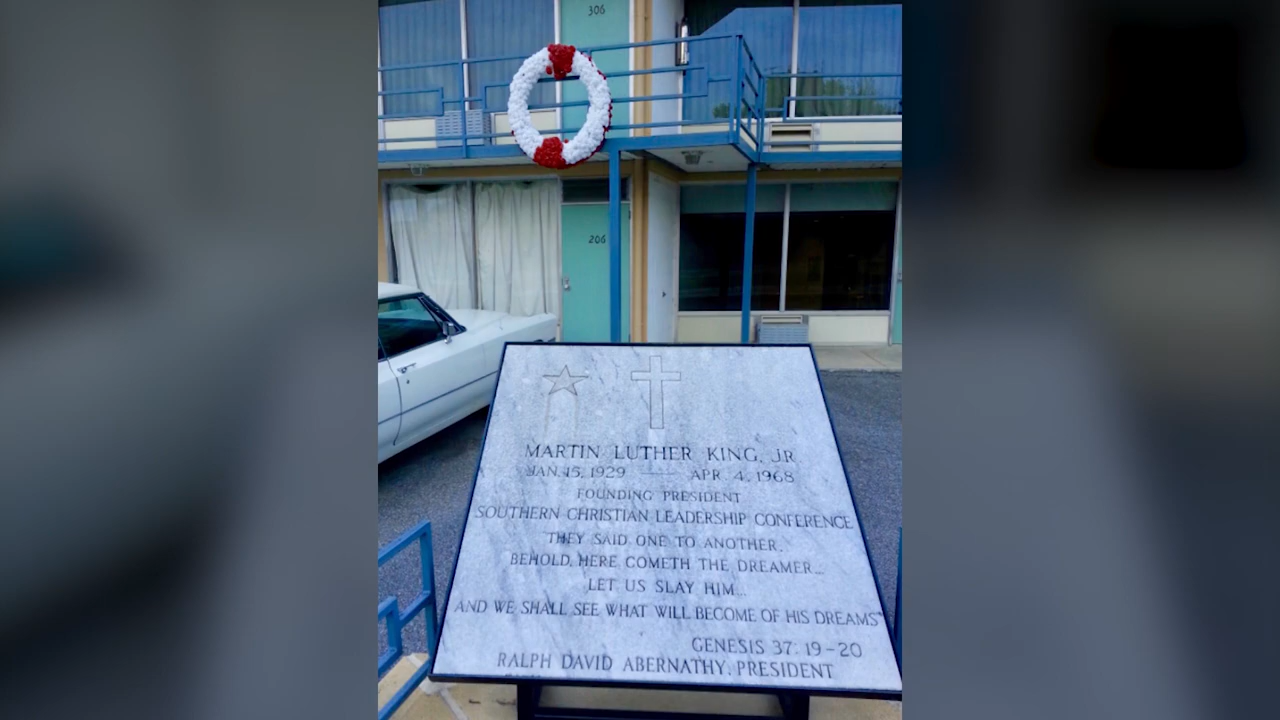 306
206
MARTIN LUTHER KING, JR.
JAN. 15, 1929 — APR. 4, 1968
FOUNDING PRESIDENT
SOUTHERN CHRISTIAN LEADERSHIP CONFERENCE
THEY SAID ONE TO ANOTHER,
BEHOLD, HERE COMETH THE DREAMER...
LET US SLAY HIM...
AND WE SHALL SEE WHAT WILL BECOME OF HIS DREAMS"
GENESIS 37: 19-20
RALPH DAVID ABERNATHY, PRESIDENT